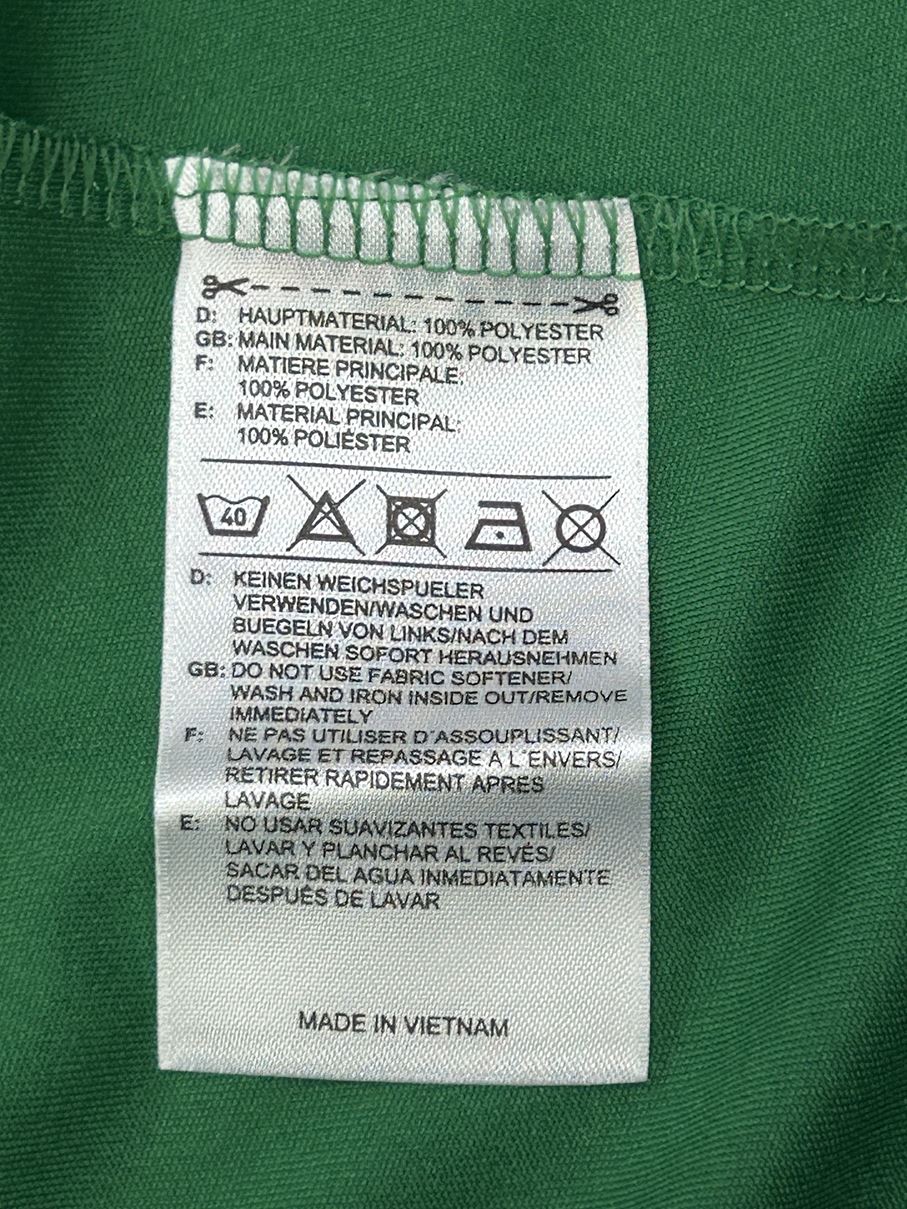 D: HAUPTMATERIAL: 100% POLYESTER
GB: MAIN MATERIAL: 100% POLYESTER
F: MATIERE PRINCIPALE:
100% POLYESTER
E: MATERIAL PRINCIPAL:
100% POLIÉSTER
40
D: KEINEN WEICHSPUELER
VERWENDEN/WASCHEN UND
BUEGELN VON LINKS/NACH DEM
WASCHEN SOFORT HERAUSNEHMEN
GB: DO NOT USE FABRIC SOFTENER/
WASH AND IRON INSIDE OUT/REMOVE
IMMEDIATELY
F: NE PAS UTILISER D'ASSOUPLISSANT/
LAVAGE ET REPASSAGE A L'ENVERS/
RETIRER RAPIDEMENT APRES
LAVAGE
E: NO USAR SUAVIZANTES TEXTILES/
LAVAR Y PLANCHAR AL REVÉS/
SACAR DEL AGUA INMEDIATAMENTE
DESPUÉS DE LAVAR
MADE IN VIETNAM